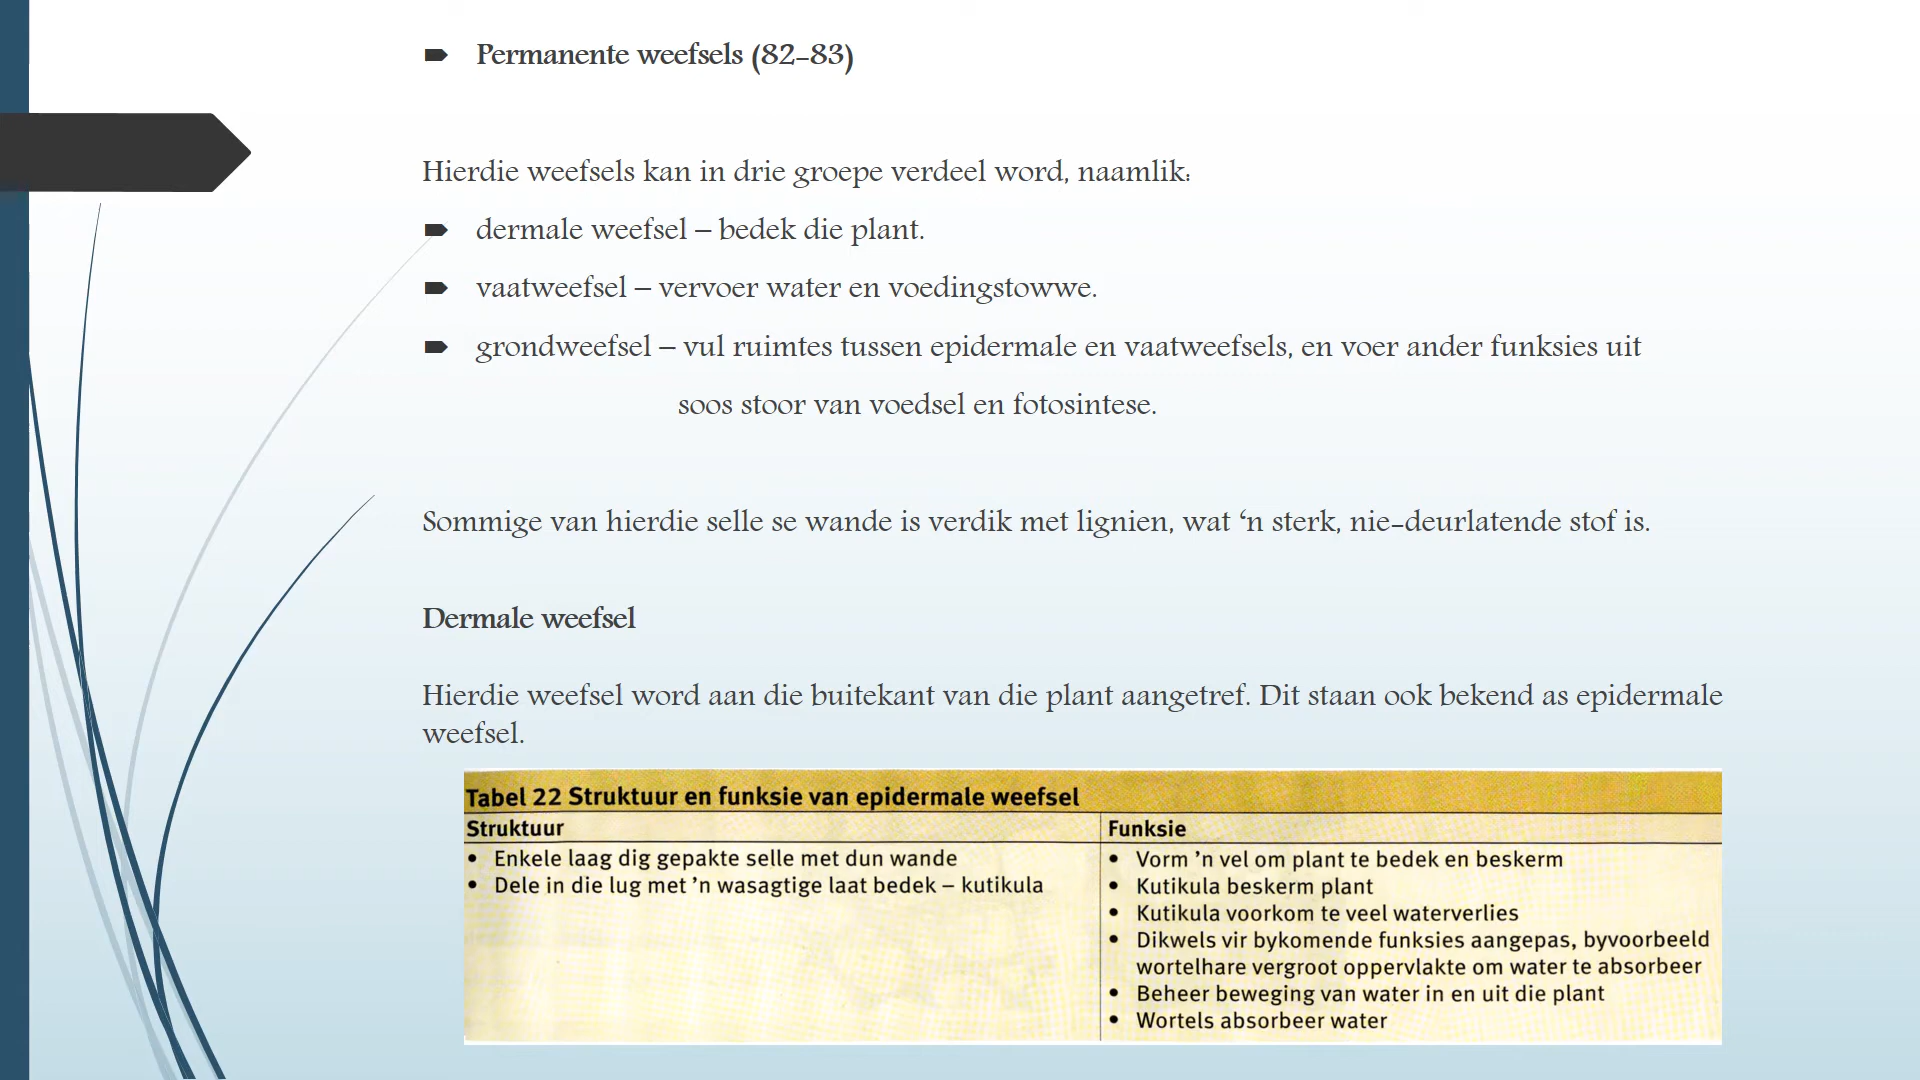 Permanente weefsels (82-83)
Hierdie weefsels kan in drie groepe verdeel word, naamlik:
dermale weefsel – bedek die plant.
vaatweefsel – vervoer water en voedingstowwe.
grondweefsel – vul ruimtes tussen epidermale en vaatweefsels, en voer ander funksies uit
soos stoor van voedsel en fotosintese.
Sommige van hierdie selle se wande is verdik met lignien, wat ‘n sterk, nie-deurlatende stof is.
Dermale weefsel
Hierdie weefsel word aan die buitekant van die plant aangetref. Dit staan ook bekend as epidermale
weefsel.
Tabel 22 Struktuur en funksie van epidermale weefsel
Struktuur
• Enkele laag dig gepakte selle met dun wande
• Dele in die lug met ’n wasagtige laat bedek – kutikula
Funksie
• Vorm ’n vel om plant te bedek en beskerm
• Kutikula beskerm plant
• Kutikula voorkom te veel waterverlies
• Dikwels vir bykomende funksies aangepas, byvoorbeeld
wortelhare vergroot oppervlakte om water te absorbeer
• Beheer beweging van water in en uit die plant
• Wortels absorbeer water